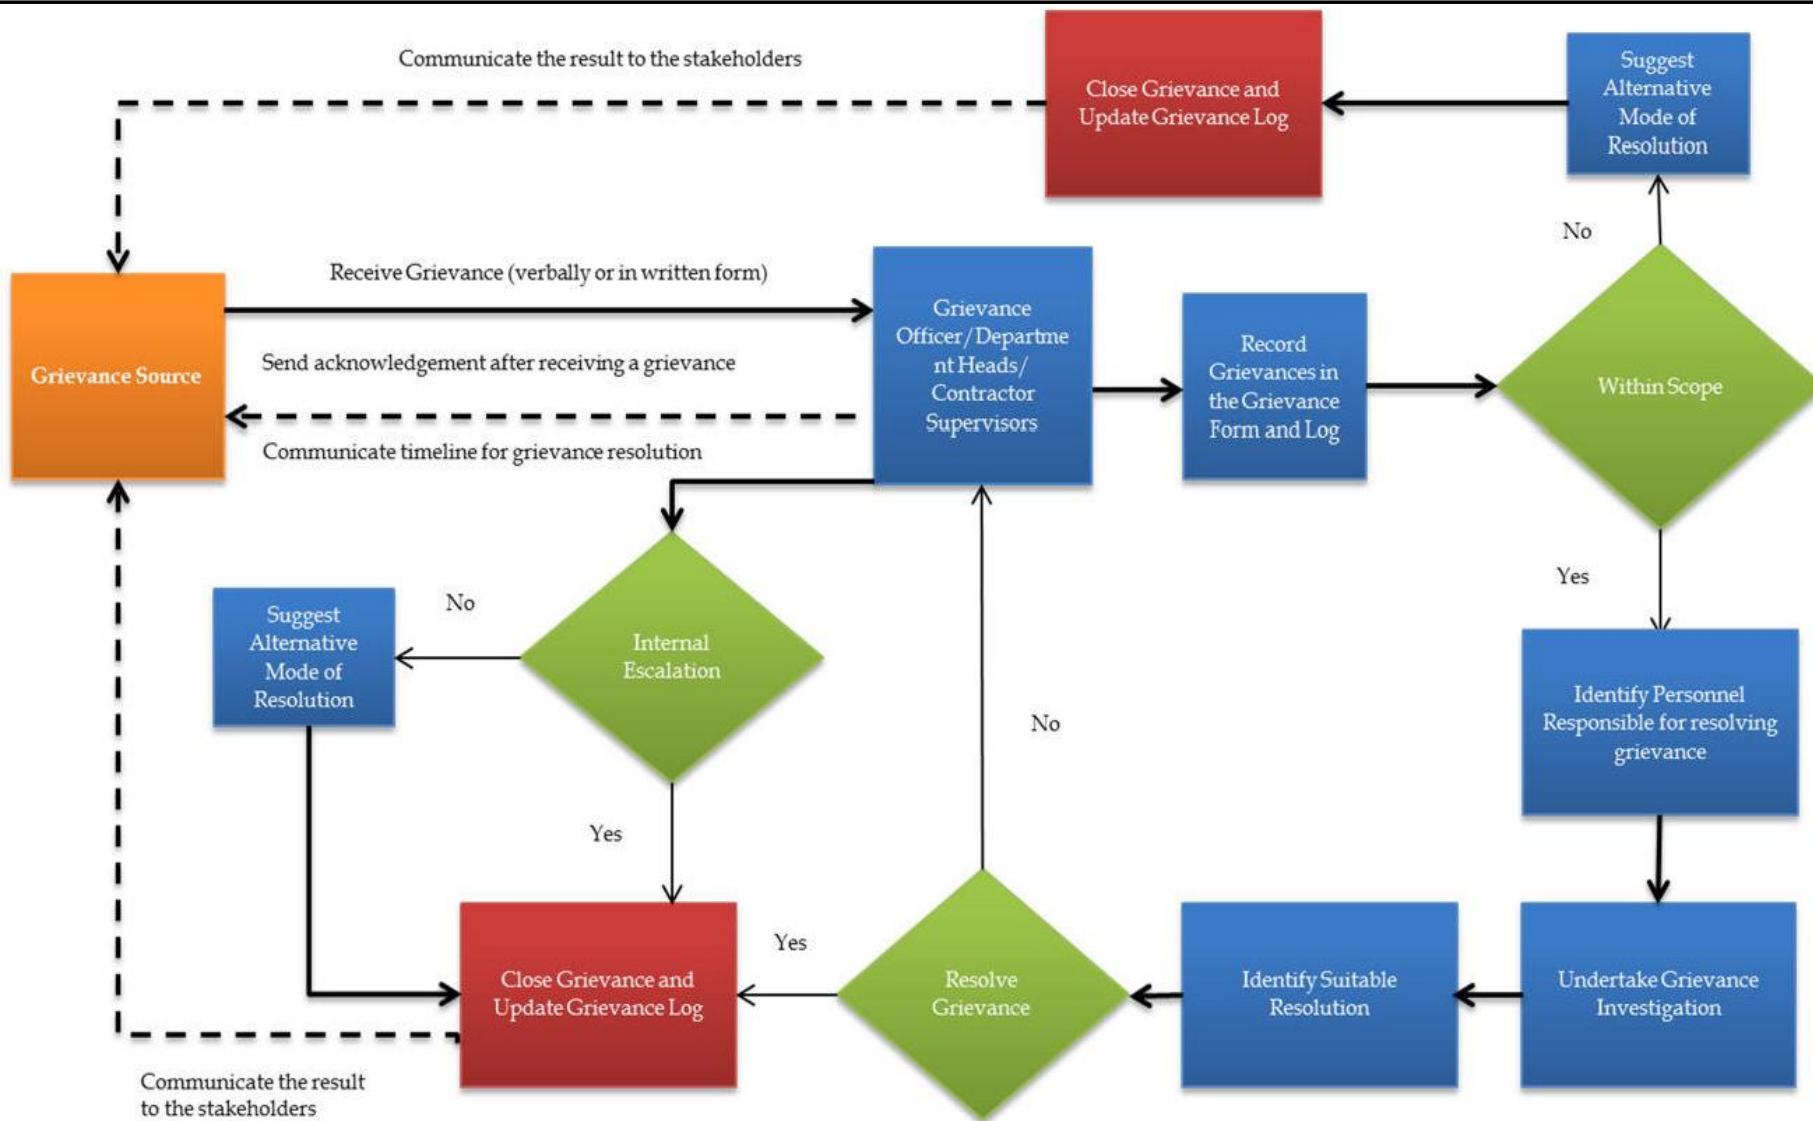 Communicate the result to the stakeholders
Close Grievance and
Update Grievance Log
Suggest
Alternative
Mode of
Resolution
No
Receive Grievance (verbally or in written form)
Grievance Source
Send acknowledgement after receiving a grievance
Communicate timeline for grievance resolution
Grievance
Officer/Departme
nt Heads/
Contractor
Supervisors
Record
Grievances in
the Grievance
Form and Log
Within Scope
Yes
Suggest
Alternative
Mode of
Resolution
No
Internal
Escalation
No
Identify Personnel
Responsible for resolving
grievance
Yes
Close Grievance and
Update Grievance Log
Yes
Resolve
Grievance
Identify Suitable
Resolution
Undertake Grievance
Investigation
Communicate the result
to the stakeholders